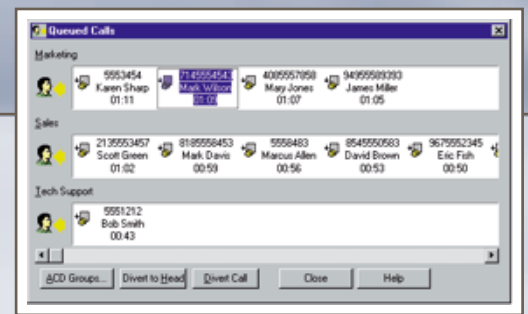 Queued Calls
Marketing
5553454 7145554543 4085557858 94955589393
Karen Sharp Mark Wilson Mary Jones James Miller
01:11 01:09 01:07 01:05
Sales
2135553457 8185558453 5558483 8545550583 9675552345
Scott Green Mark Davis Marcus Allen David Brown Eric Fish
01:02 00:59 00:56 00:53 00:50
Tech Support
5551212
Bob Smith
00:43
ACD Groups... Divert to Head Divert Call Close Help